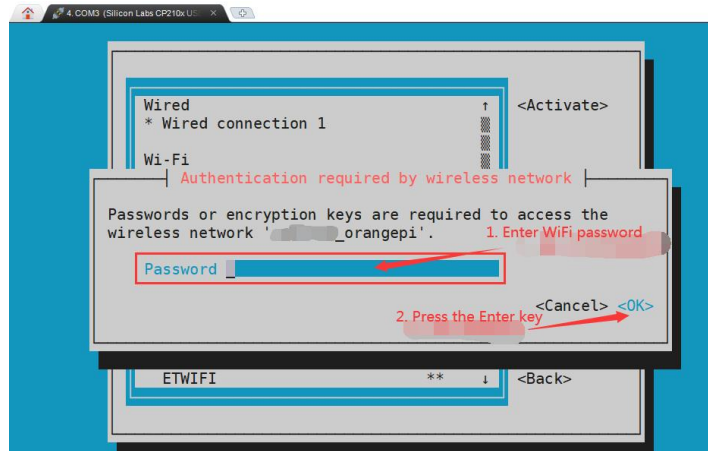 4. COM3 (Silicon Labs CP210x US
Wired
* Wired connection 1
<Activate>
Wi-Fi
Authentication required by wireless network
Passwords or encryption keys are required to access the
wireless network '_orangepi'.
1. Enter WiFi password
Password
<Cancel> <OK>
2. Press the Enter key
ETWIFI **
<Back>